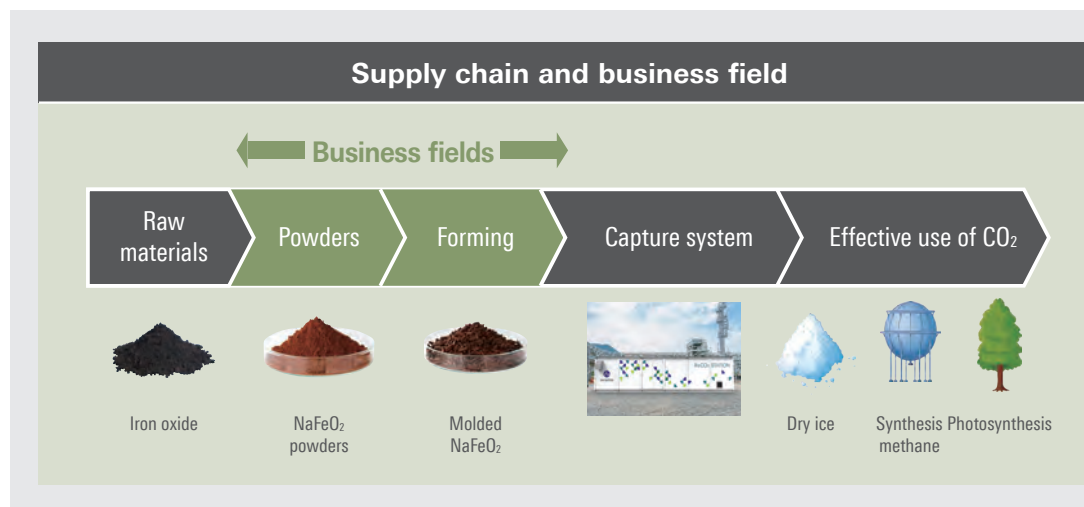 Supply chain and business field
Business fields
Raw
materials
Powders
Forming
Capture system
Effective use of CO₂
Iron oxide
NaFeO₂
powders
Molded
NaFeO₂
Dry ice
Synthesis
methane
Photosynthesis